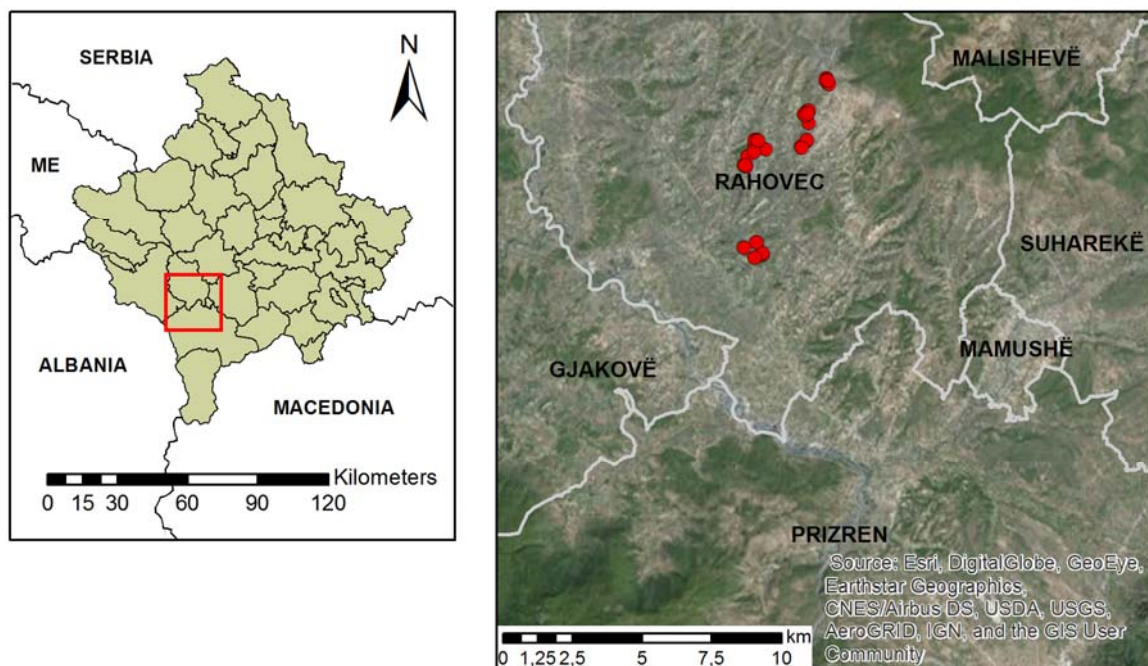 SERBIA
N
ME
ALBANIA
MACEDONIA
Kilometers
0 15 30 60 90 120
MALISHEVË
RAHOVEC
SUHAREKË
MAMUSHË
GJAKOVË
PRIZREN
Source: Esri, DigitalGlobe, GeoEye,
Earthstar Geographics,
CNES/Airbus DS, USDA, USGS,
AeroGRID, IGN, and the GIS User
Community
km
0 1,25 2,5 5 7,5 10